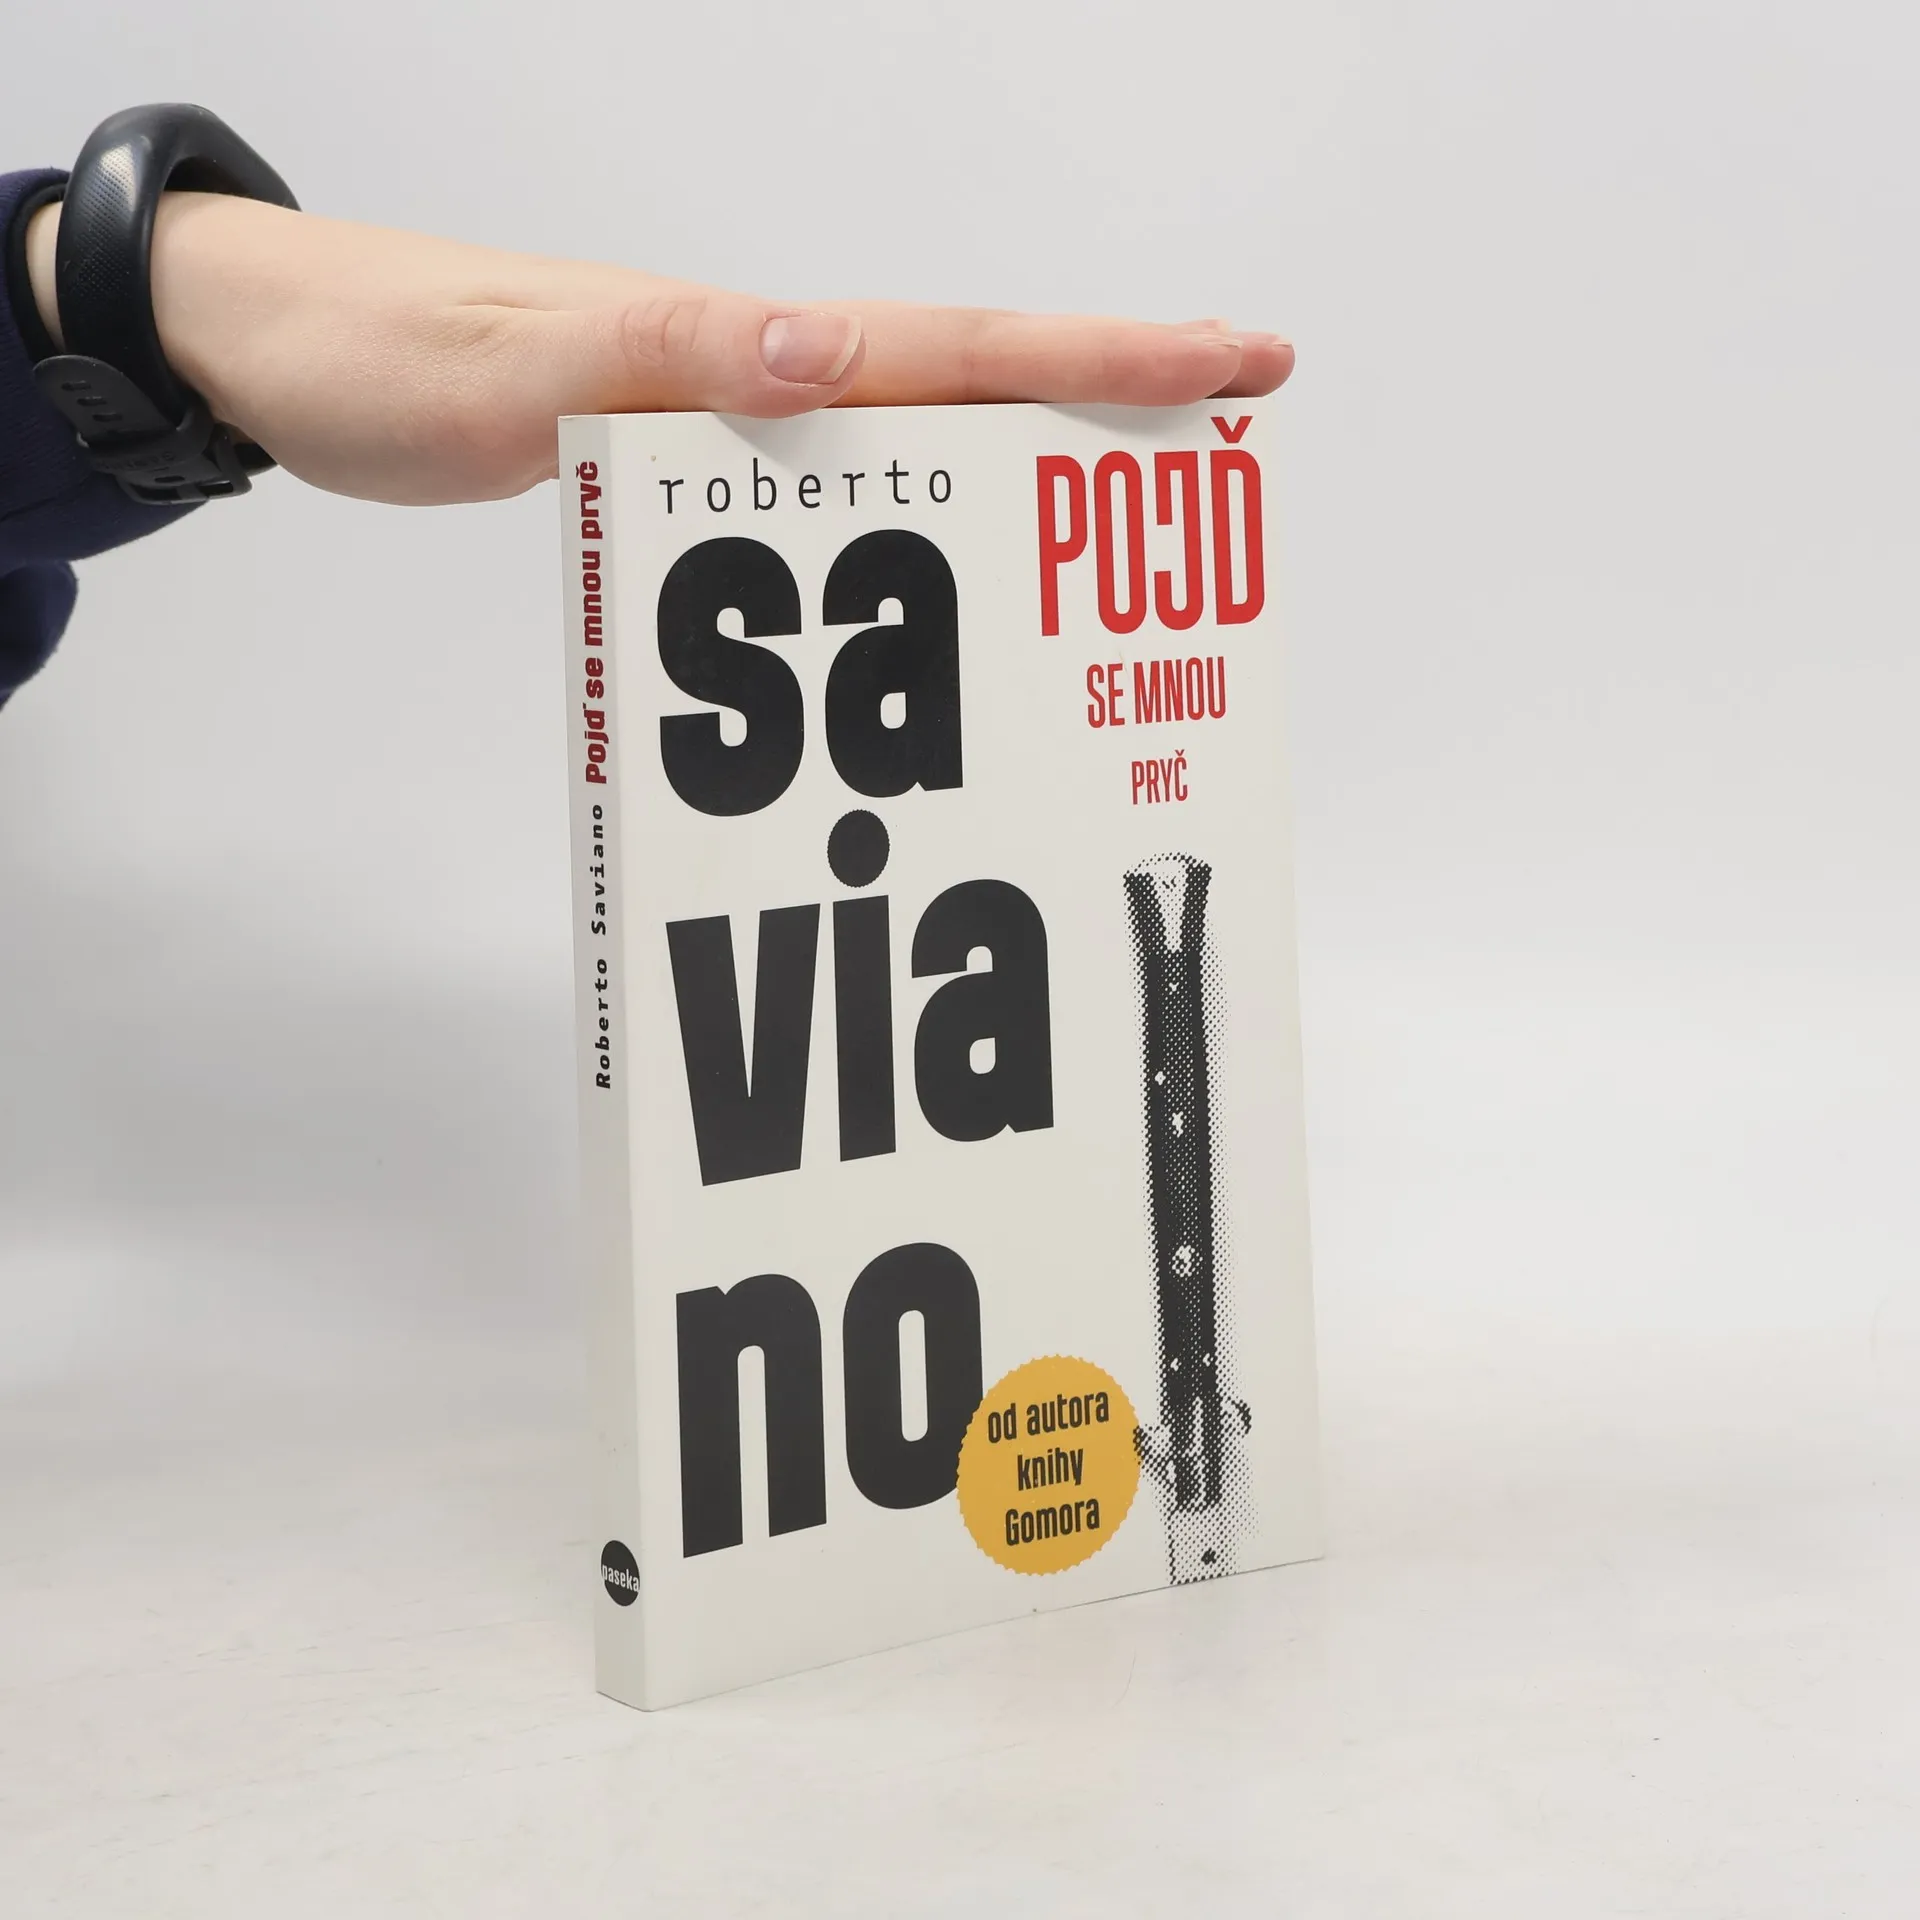 roberto
sa
via
no
POJĎ
SE MNOU
PRYČ
od autora
knihy
Gomora
Roberto Saviano Pojď se mnou pryč
paseka